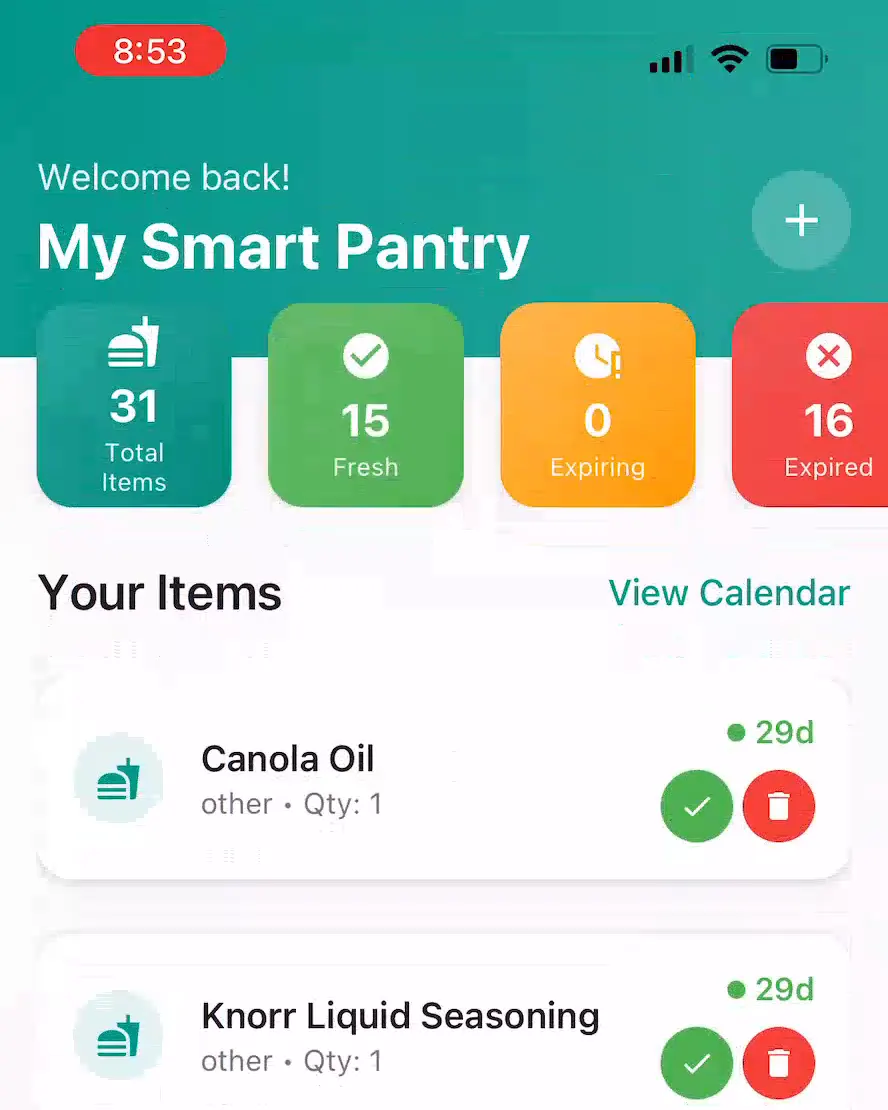 8:53
Welcome back!
My Smart Pantry
31
Total
Items
15
Fresh
0
Expiring
16
Expired
Your Items
View Calendar
29d
Canola Oil
other • Qty: 1
29d
Knorr Liquid Seasoning
other • Qty: 1